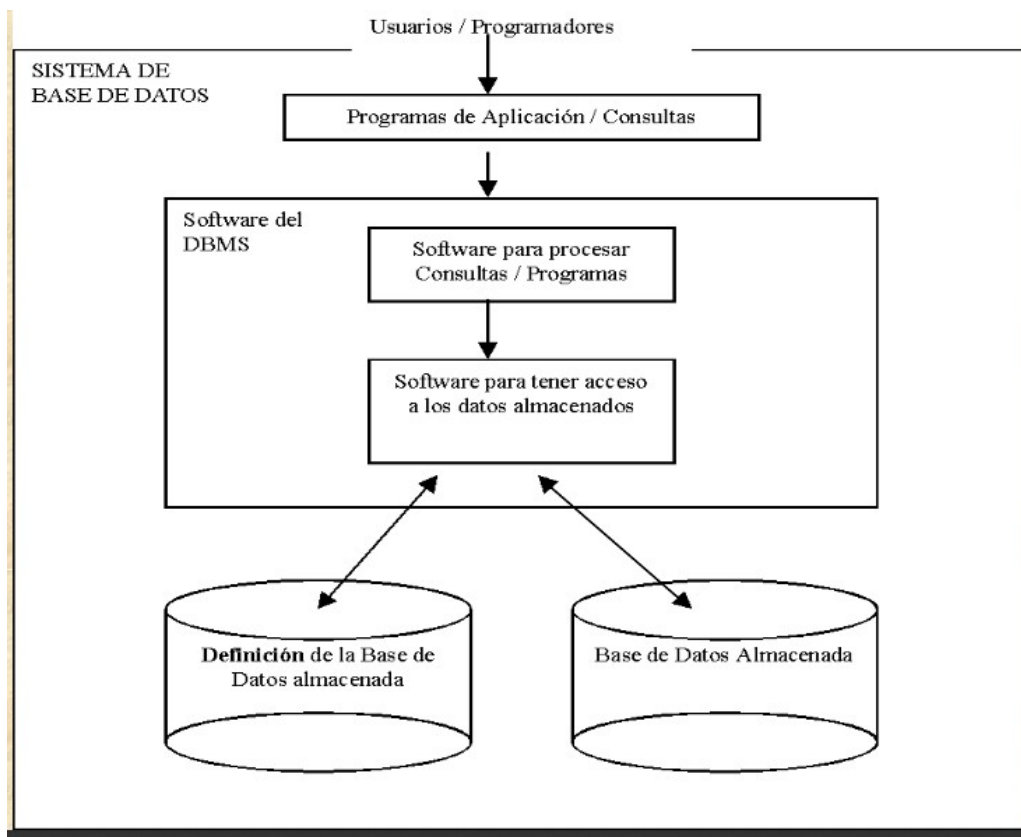 Usuarios / Programadores
SISTEMA DE
BASE DE DATOS
Programas de Aplicación / Consultas
Software del
DBMS
Software para procesar
Consultas / Programas
Software para tener acceso
a los datos almacenados
Definición de la Base de
Datos almacenada
Base de Datos Almacenada